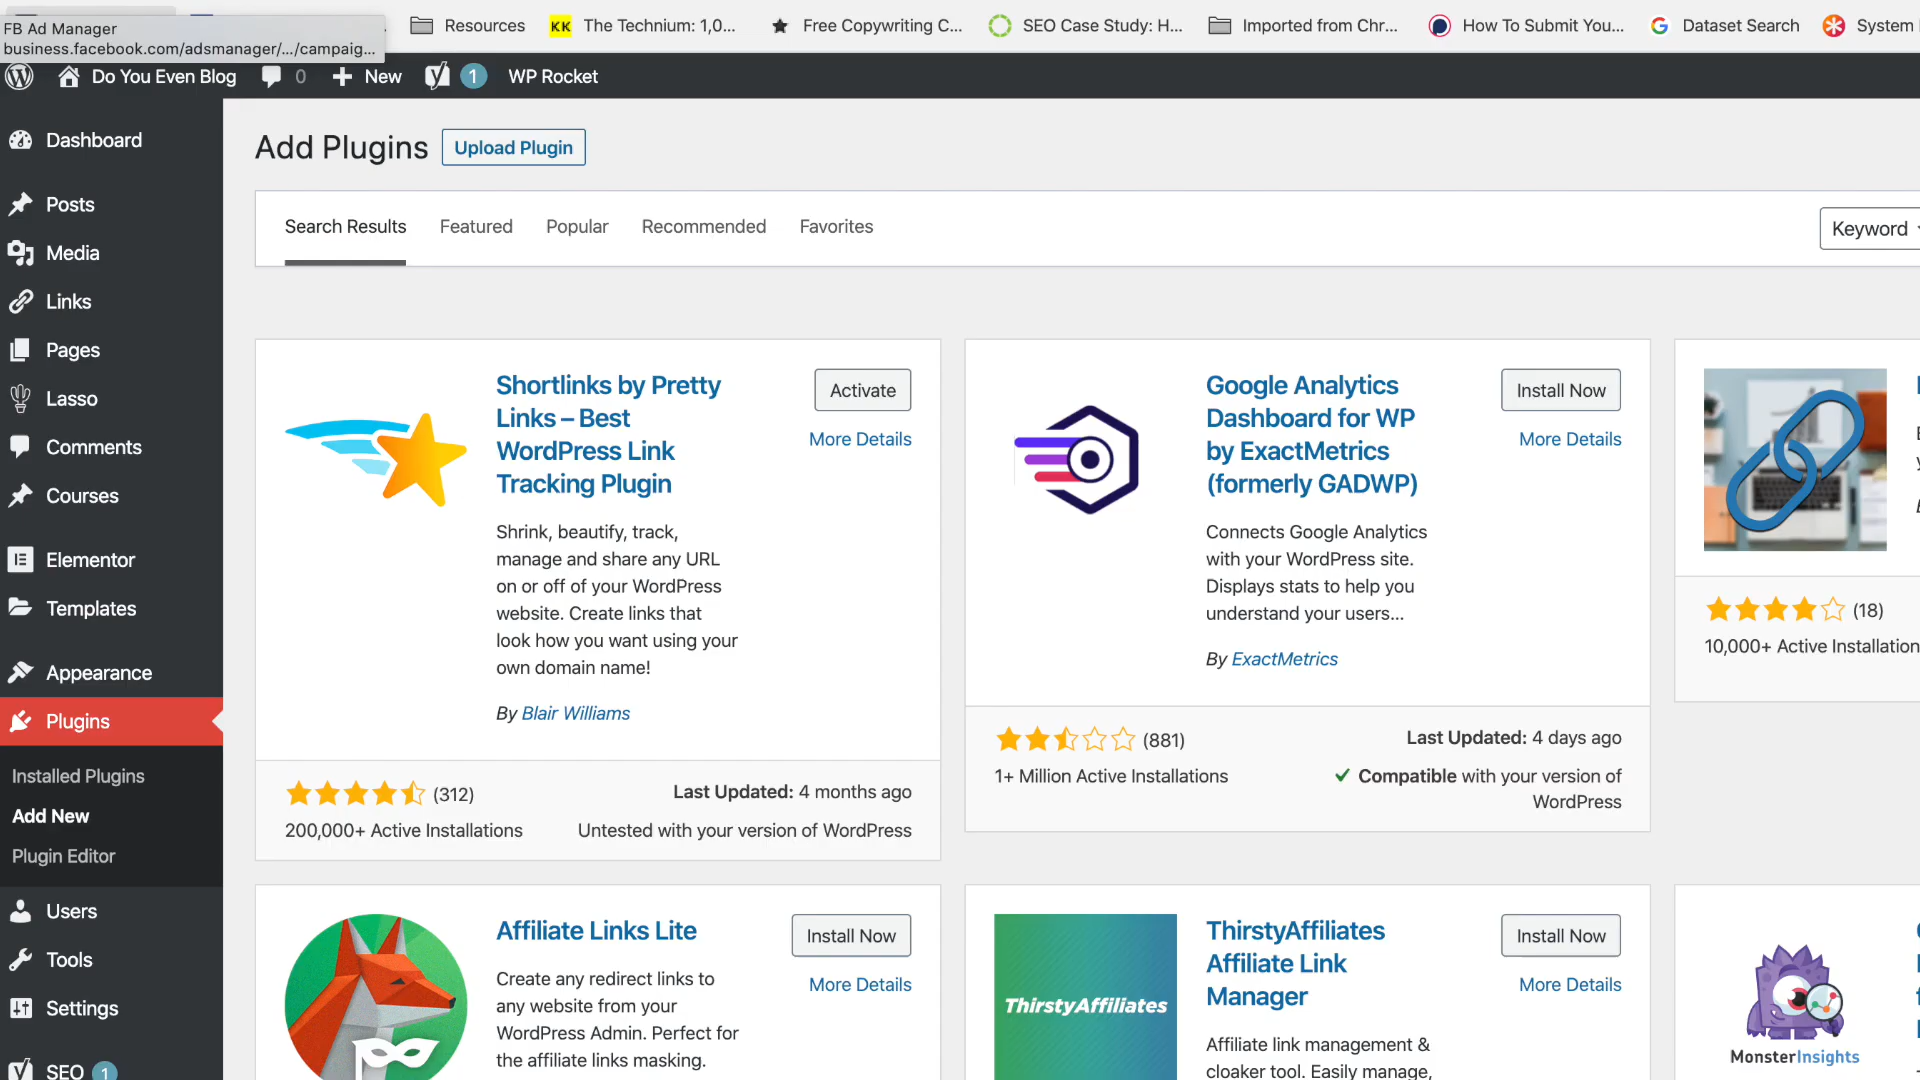 FB Ad Manager
business.facebook.com/adsmanager/.../campaig...
Resources
KK
The Technium: 1,0...
Free Copywriting C...
SEO Case Study: H...
Imported from Chr...
How To Submit You...
Dataset Search
System
Do You Even Blog
0
New
1
WP Rocket
Dashboard
Posts
Media
Links
Pages
Lasso
Comments
Courses
Elementor
Templates
Appearance
Plugins
Installed Plugins
Add New
Plugin Editor
Users
Tools
Settings
SEO 1
Add Plugins
Upload Plugin
Search Results
Featured
Popular
Recommended
Favorites
Keyword
Shortlinks by Pretty
Links – Best
WordPress Link
Tracking Plugin
Activate
More Details
Shrink, beautify, track,
manage and share any URL
on or off of your WordPress
website. Create links that
look how you want using your
own domain name!
By Blair Williams
(312)
200,000+ Active Installations
Last Updated: 4 months ago
Untested with your version of WordPress
Google Analytics
Dashboard for WP
by ExactMetrics
(formerly GADWP)
Install Now
More Details
Connects Google Analytics
with your WordPress site.
Displays stats to help you
understand your users...
By ExactMetrics
(881)
1+ Million Active Installations
Last Updated: 4 days ago
Compatible with your version of
WordPress
(18)
10,000+ Active Installation
Affiliate Links Lite
Install Now
More Details
Create any redirect links to
any website from your
WordPress Admin. Perfect for
the affiliate links masking.
ThirstyAffiliates
ThirstyAffiliates
Affiliate Link
Manager
Install Now
More Details
Affiliate link management &
cloaker tool. Easily manage,
MonsterInsights